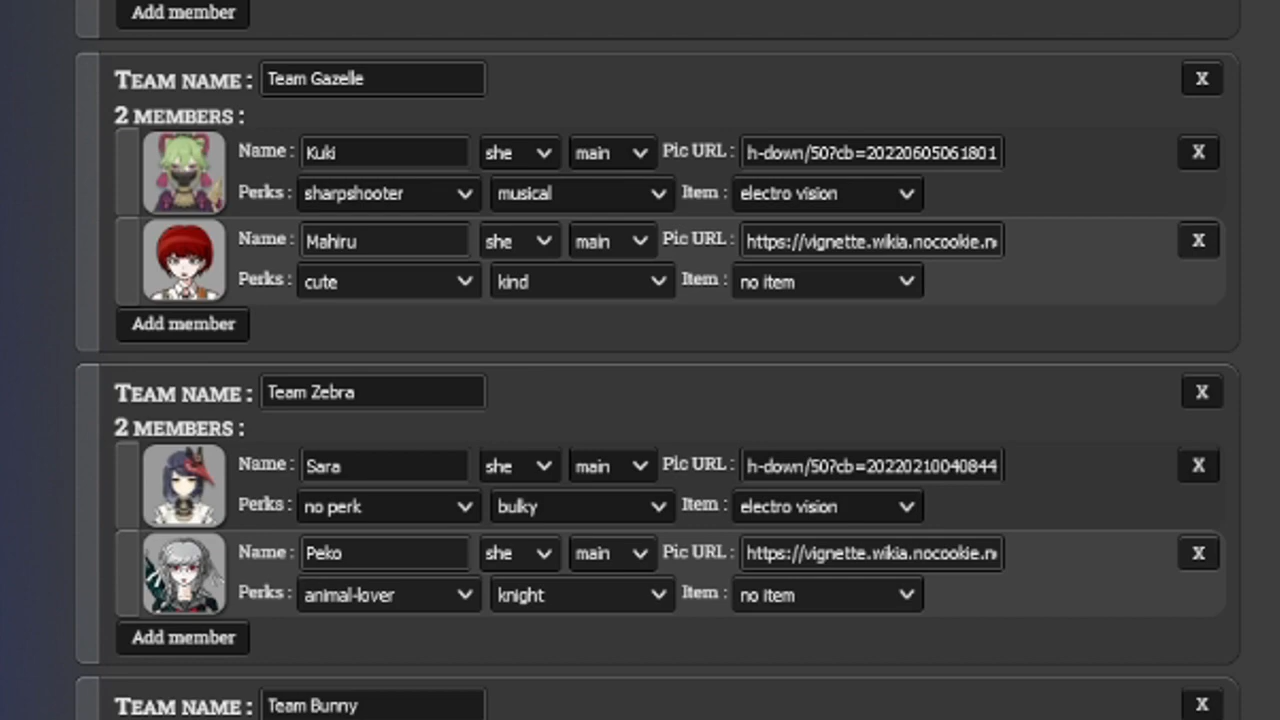 Add member
TEAM NAME : Team Gazelle X
2 MEMBERS :
Name : Kuki she main Pic URL : h-down/50?cb=20220605061801 X
Perks : sharpshooter musical Item : electro vision
Name : Mahiru she main Pic URL : https://vignette.wikia.nocookie.n X
Perks : cute kind Item : no item
Add member
TEAM NAME : Team Zebra X
2 MEMBERS :
Name : Sara she main Pic URL : h-down/50?cb=20220210040844 X
Perks : no perk bulky Item : electro vision
Name : Peko she main Pic URL : https://vignette.wikia.nocookie.n X
Perks : animal-lover knight Item : no item
Add member
TEAM NAME : Team Bunny X